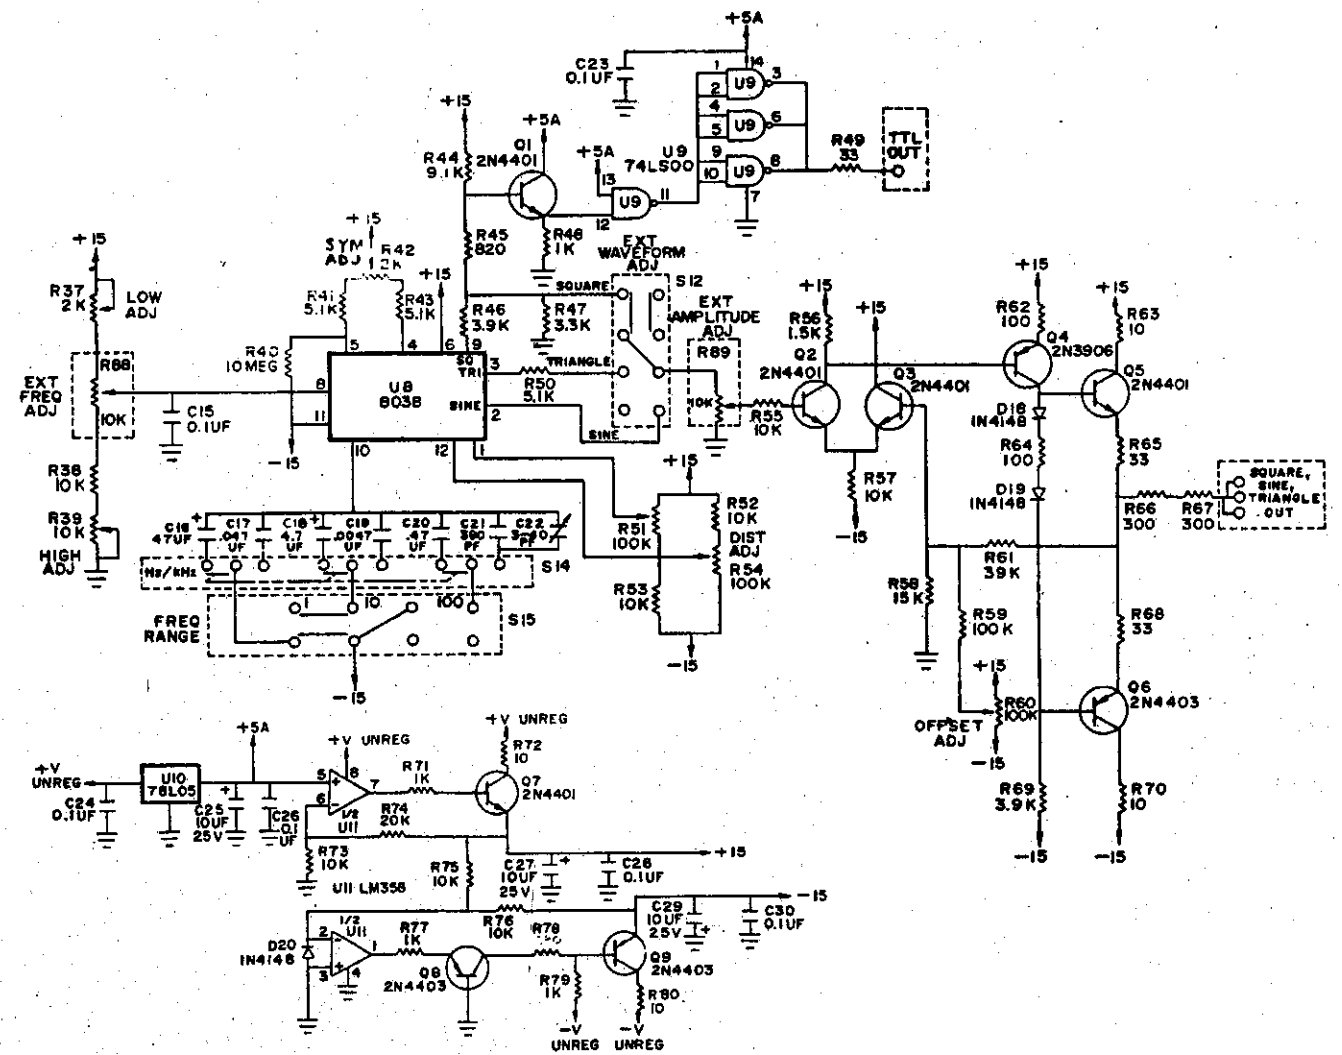 +5A
C23
0.1UF
14
1
2
3
U9
4
5
6
U9
U9
74LS00
9
10
8
U9
7
R49
33
TTL
OUT
+15
+5A
R44
9.1K
Q1
2N4401
+5A
13
U9
11
12
R45
820
R48
1K
+15
SYM
ADJ
R42
+15
R41
5.1K
R43
5.1K
+15
R37
2K
LOW
ADJ
R88
EXT
FREQ
ADJ
10K
R38
10K
R39
10K
HIGH
ADJ
R40
10MEG
C15
0.1UF
-15
5
4
6
9
8
11
U8
8038
SQ
TRI
SINE
3
2
10
12
1
R46
3.9K
SQUARE
R47
3.3K
TRIANGLE
R50
5.1K
SINE
EXT
WAVEFORM
ADJ
S12
EXT
AMPLITUDE
ADJ
R89
10K
R55
10K
+15
R56
1.5K
+15
Q2
2N4401
Q3
2N4401
R57
10K
-15
+15
R62
100
Q4
2N3906
+15
R63
10
Q5
2N4401
D18
1N4148
R64
100
D19
1N4148
R65
33
R66
300
R67
300
SQUARE,
SINE,
TRIANGLE
OUT
R61
39K
R58
15K
R59
100K
+15
R60
100K
OFFSET
ADJ
-15
R68
33
Q6
2N4403
R69
3.9K
-15
R70
10
-15
C16
47UF
C17
.047
UF
C18
4.7
UF
C19
.0047
UF
C20
.47
UF
C21
390
PF
C22
PF
Hz/kHz
S14
1
10
100
S15
FREQ
RANGE
-15
+15
R51
100K
R52
10K
DIST
ADJ
R54
100K
R53
10K
-15
+V
UNREG
C24
0.1UF
U10
78L05
+5A
C25
10UF
25V
C26
0.1
UF
+V UNREG
5
6
8
7
1/2
U11
R71
1K
+V UNREG
R72
10
Q7
2N4401
R74
20K
R73
10K
U11 LM358
R75
10K
C27
10UF
25V
C28
0.1UF
+15
R76
10K
C29
10UF
25V
C30
0.1UF
-15
D20
1N4148
2
3
1/2
U11
1
4
R77
1K
Q8
2N4403
R78
R79
1K
Q9
2N4403
R80
10
-V
UNREG
-V
UNREG